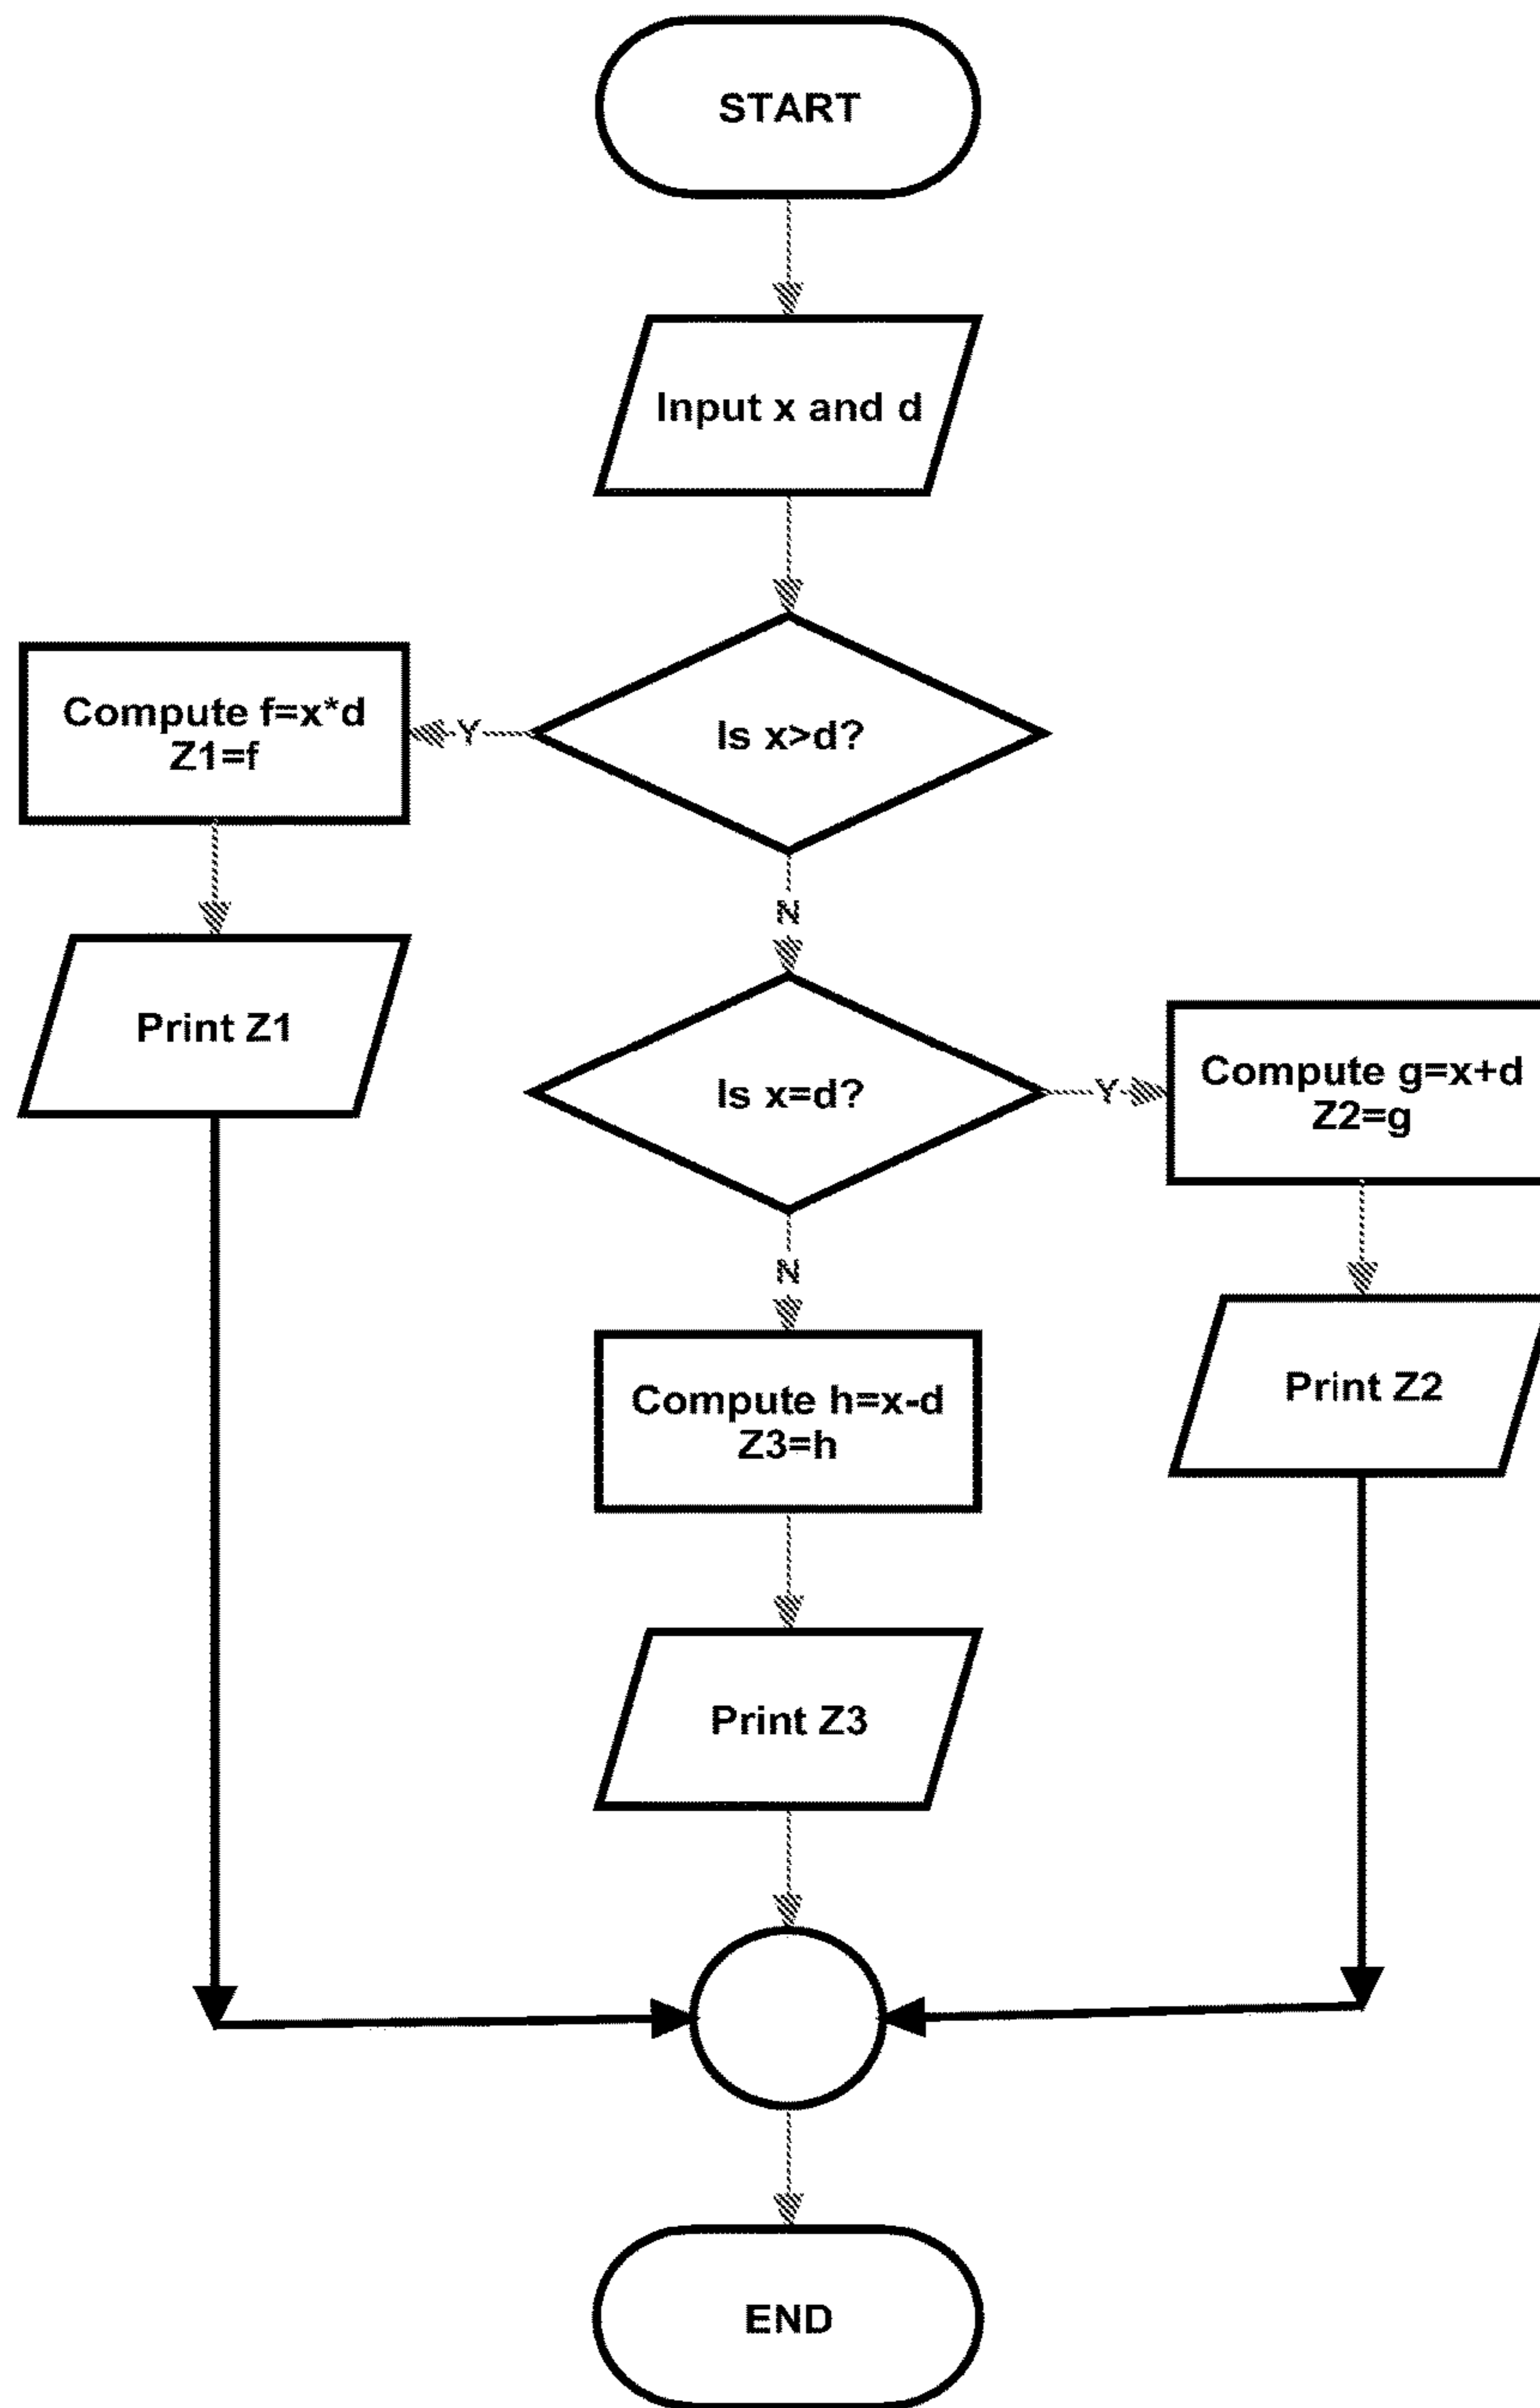 START
Input x and d
Is x>d?
Y
Compute f=x*d
Z1=f
N
Print Z1
Is x=d?
Y
Compute g=x+d
Z2=g
N
Print Z2
Compute h=x-d
Z3=h
Print Z3
END